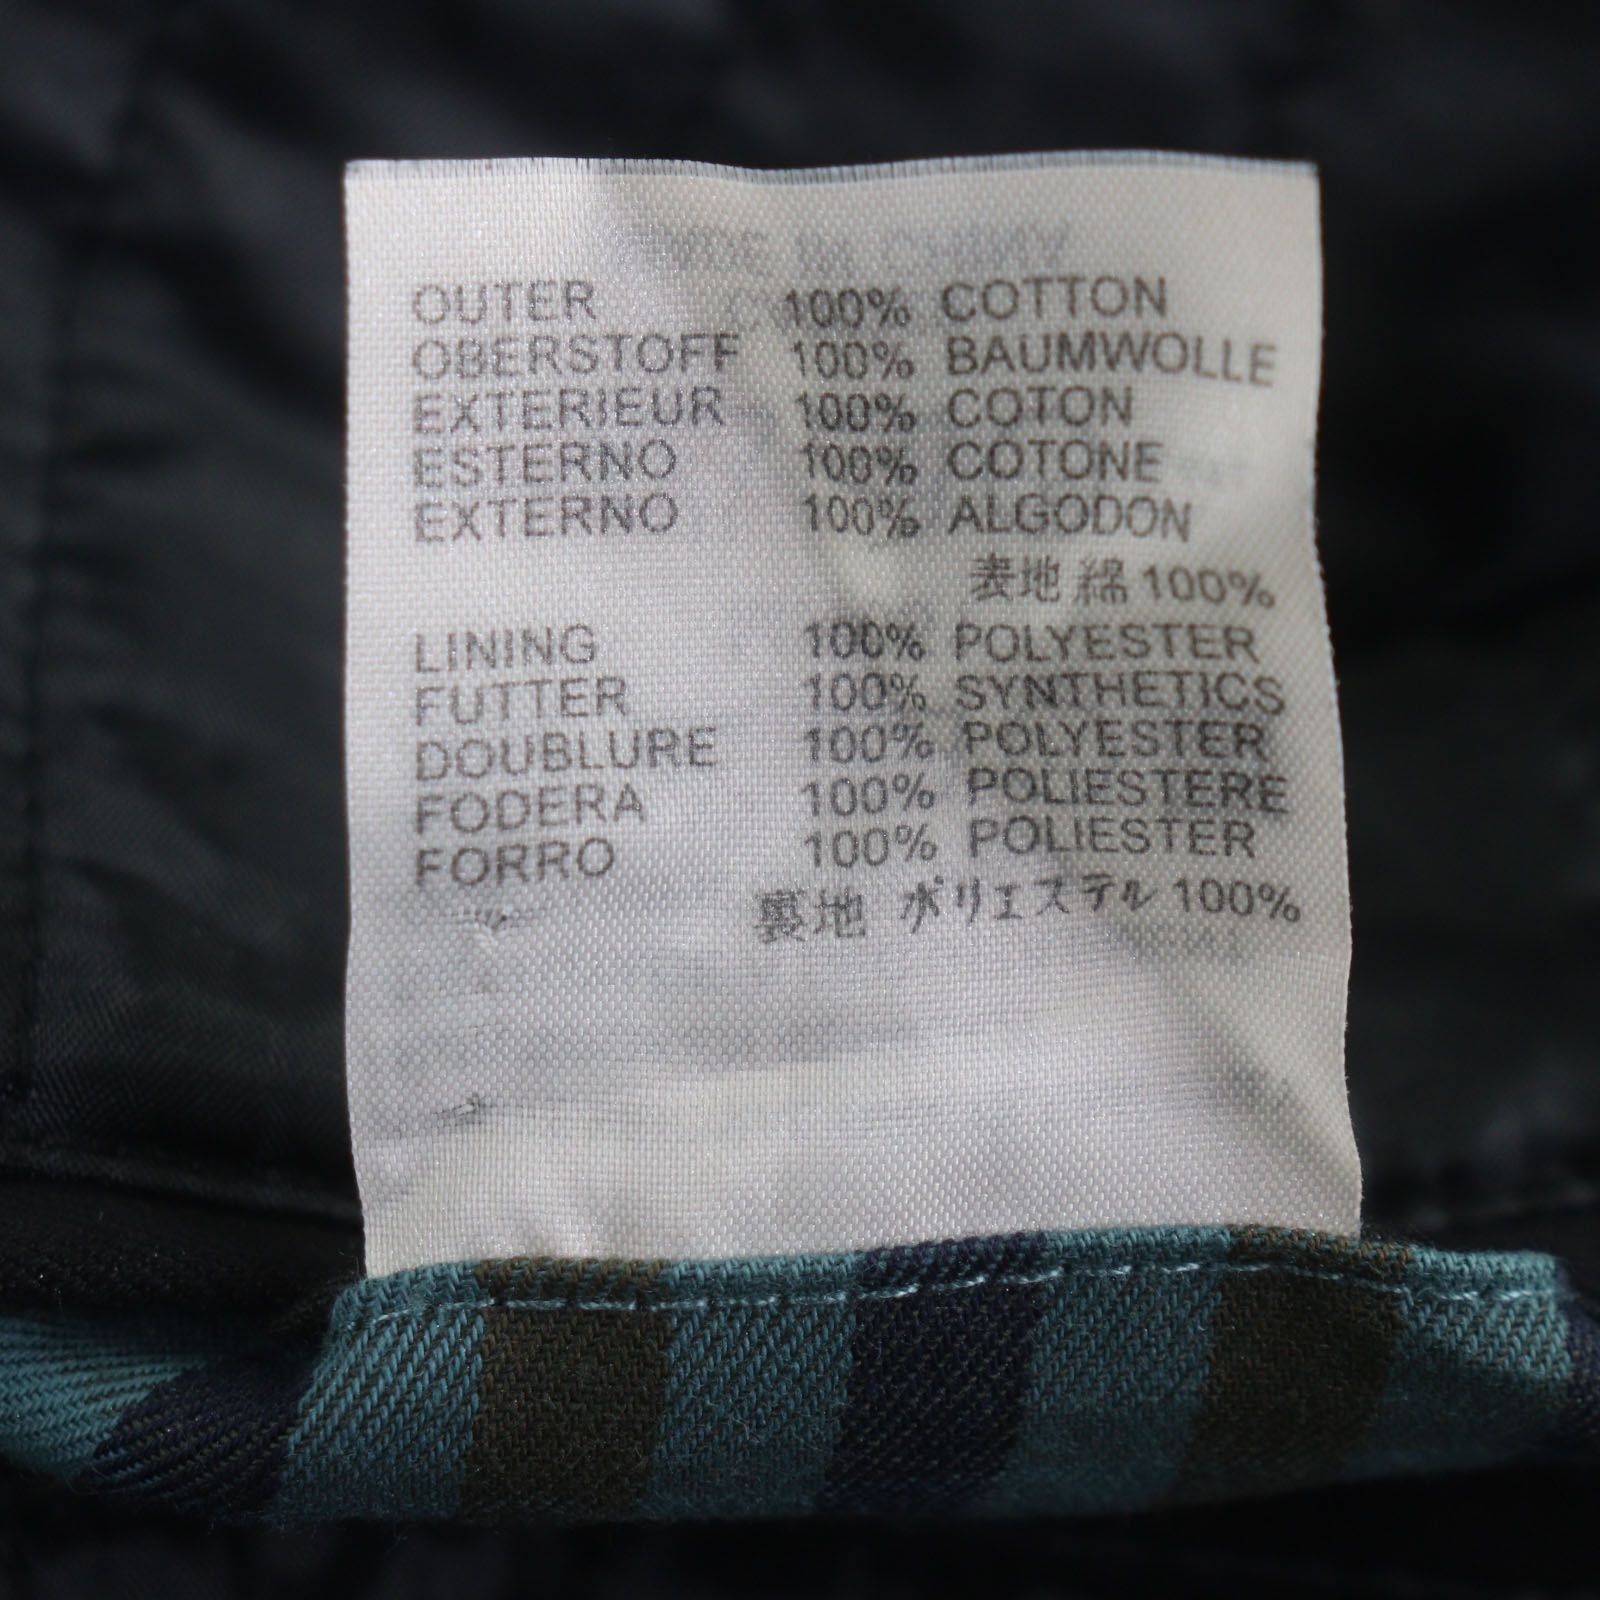 OUTER 100% COTTON
OBERSTOFF 100% BAUMWOLLE
EXTERIEUR 100% COTON
ESTERNO 100% COTONE
EXTERNO 100% ALGODON
表地 綿 100%
LINING 100% POLYESTER
FUTTER 100% SYNTHETICS
DOUBLURE 100% POLYESTER
FODERA 100% POLIESTERE
FORRO 100% POLIESTER
裏地 ポリエステル 100%